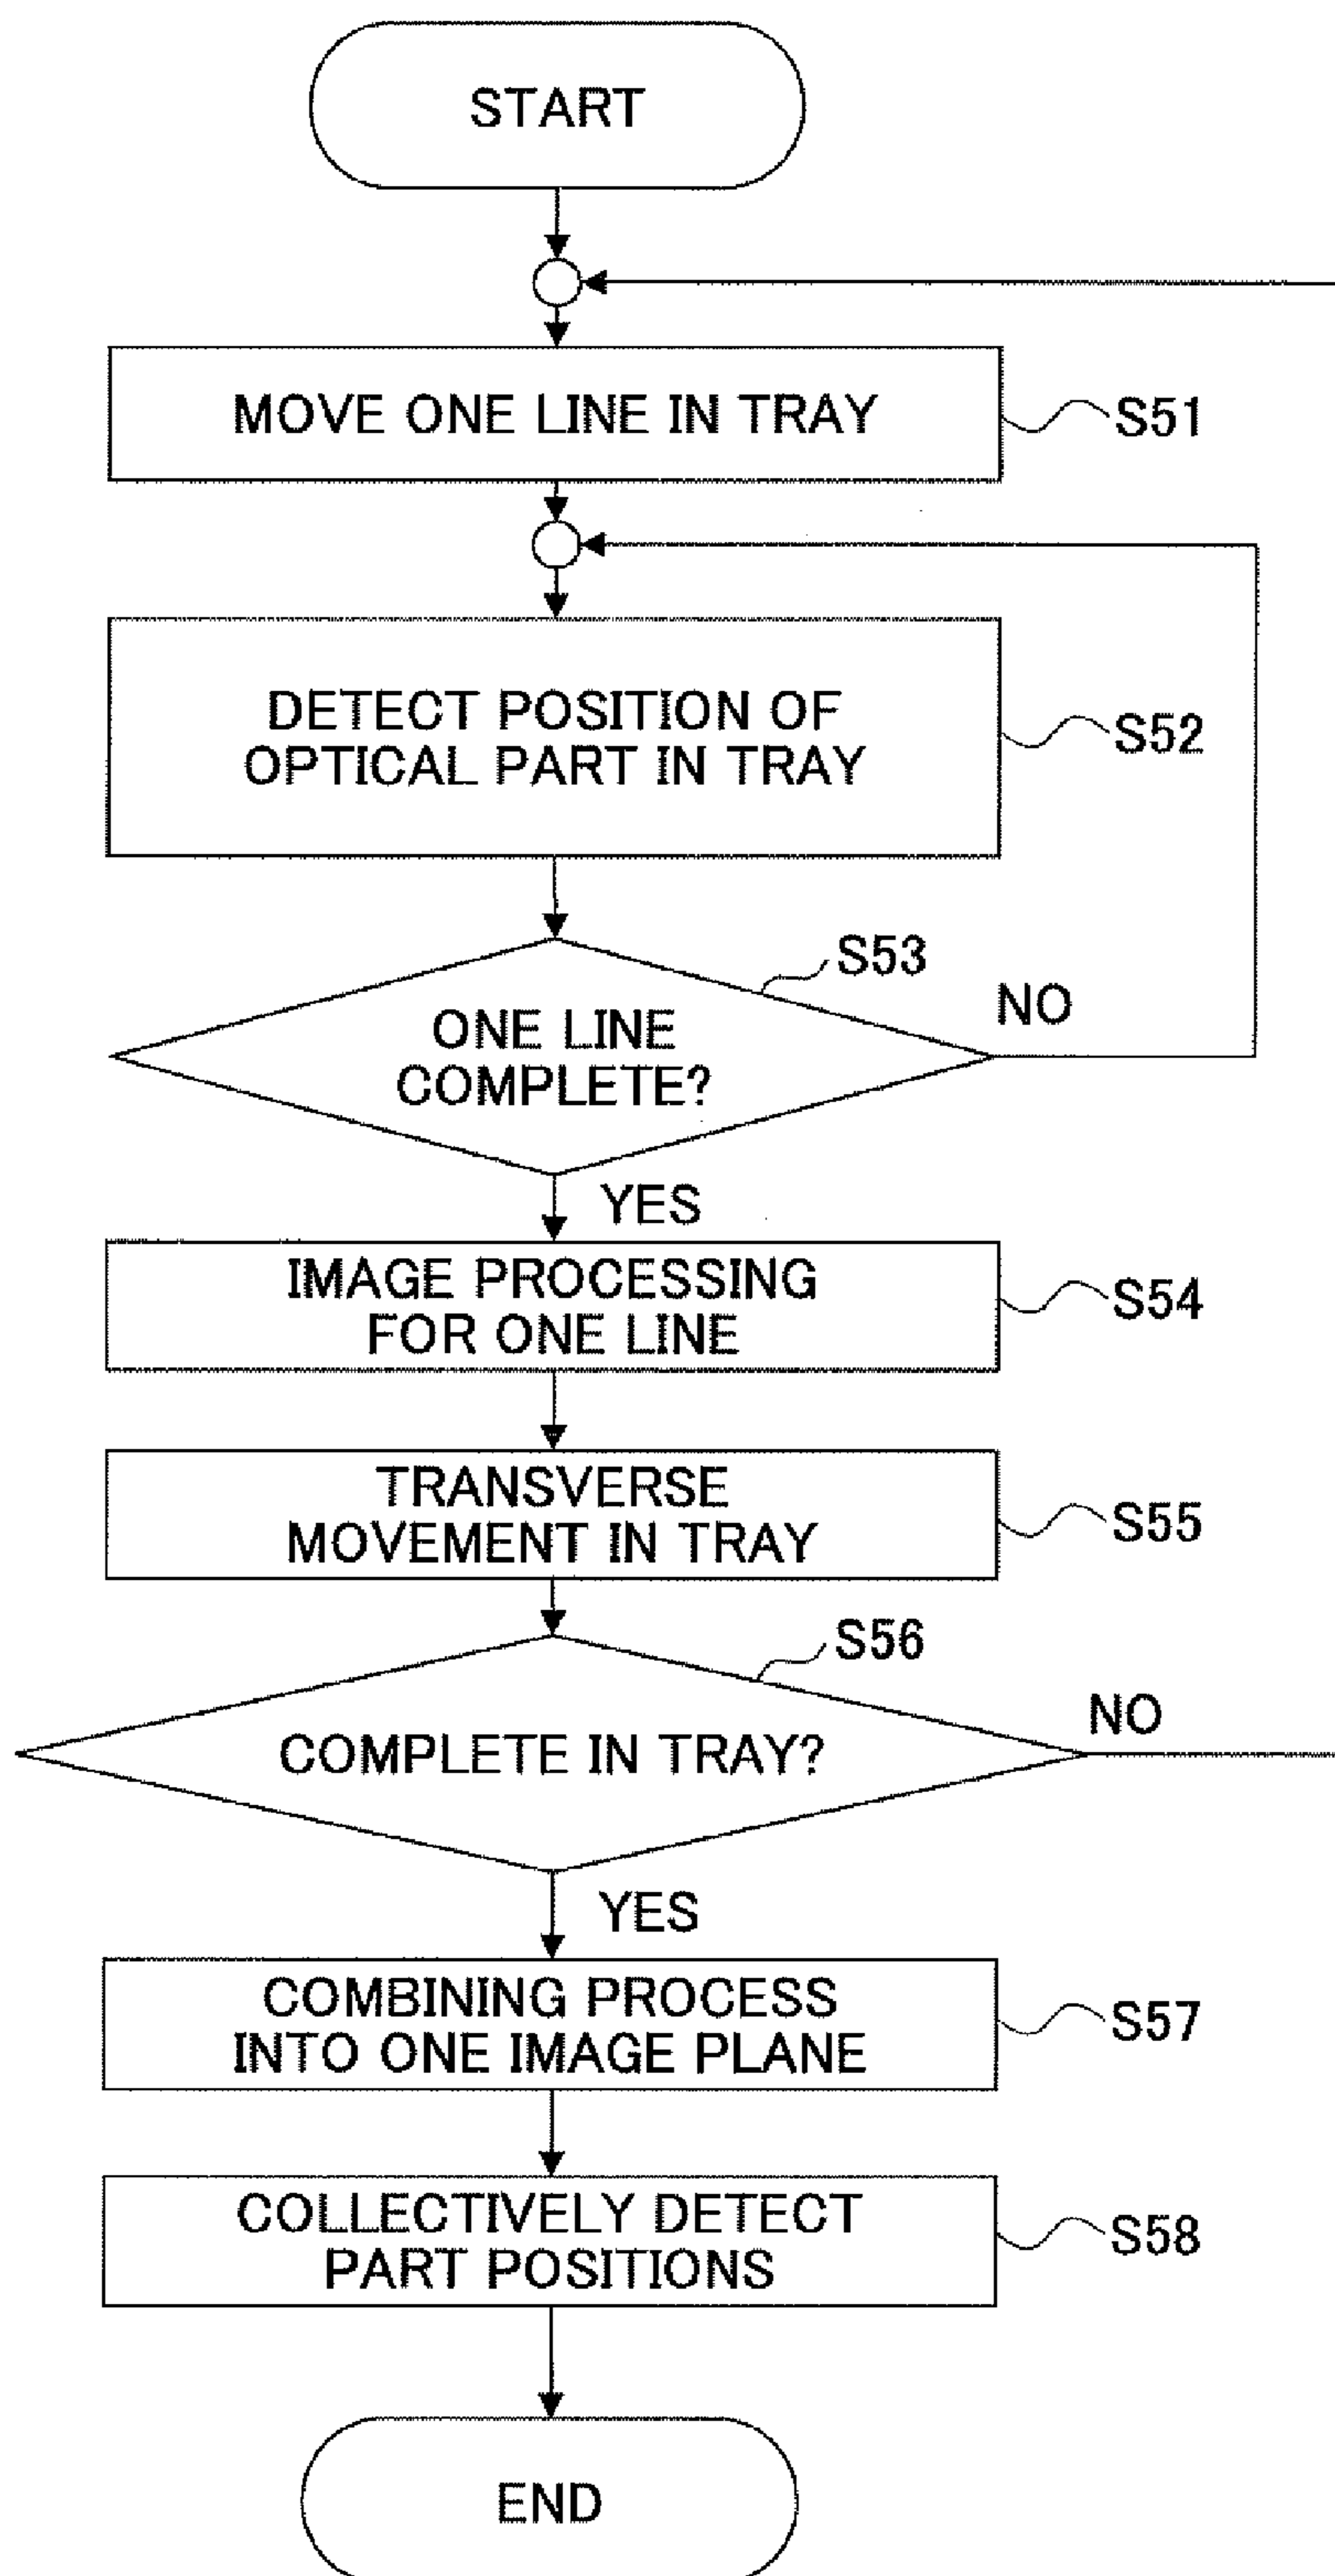 START
MOVE ONE LINE IN TRAY
S51
DETECT POSITION OF
OPTICAL PART IN TRAY
S52
S53
ONE LINE
COMPLETE?
NO
YES
IMAGE PROCESSING
FOR ONE LINE
S54
TRANSVERSE
MOVEMENT IN TRAY
S55
S56
COMPLETE IN TRAY?
NO
YES
COMBINING PROCESS
INTO ONE IMAGE PLANE
S57
COLLECTIVELY DETECT
PART POSITIONS
S58
END